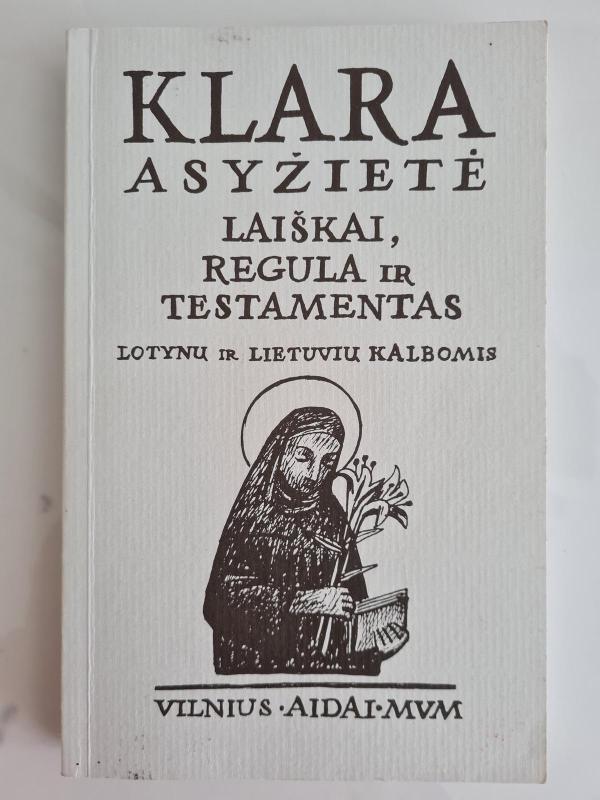 KLARA
ASYŽIETĖ
LAIŠKAI,
REGULA IR
TESTAMENTAS
LOTYNŲ IR LIETUVIŲ KALBOMIS
VILNIUS · AIDAI · MVM